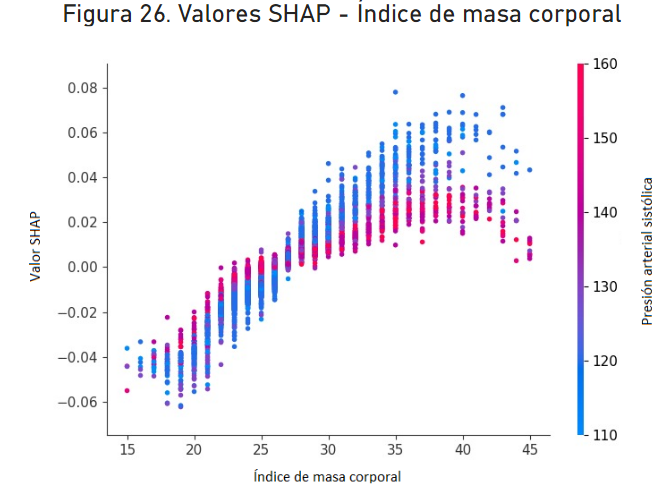 Figura 26. Valores SHAP - Índice de masa corporal
0.08
0.06
0.04
0.02
0.00
−0.02
−0.04
−0.06
Valor SHAP
15 20 25 30 35 40 45
Índice de masa corporal
160
150
140
130
120
110
Presión arterial sistólica